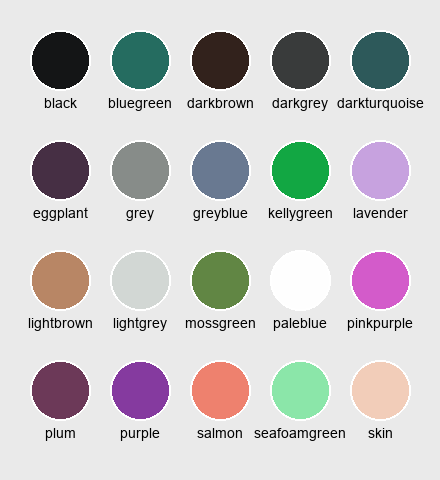 black bluegreen darkbrown darkgrey darkturquoise
eggplant grey greyblue kellygreen lavender
lightbrown lightgrey mossgreen paleblue pinkpurple
plum purple salmon seafoamgreen skin